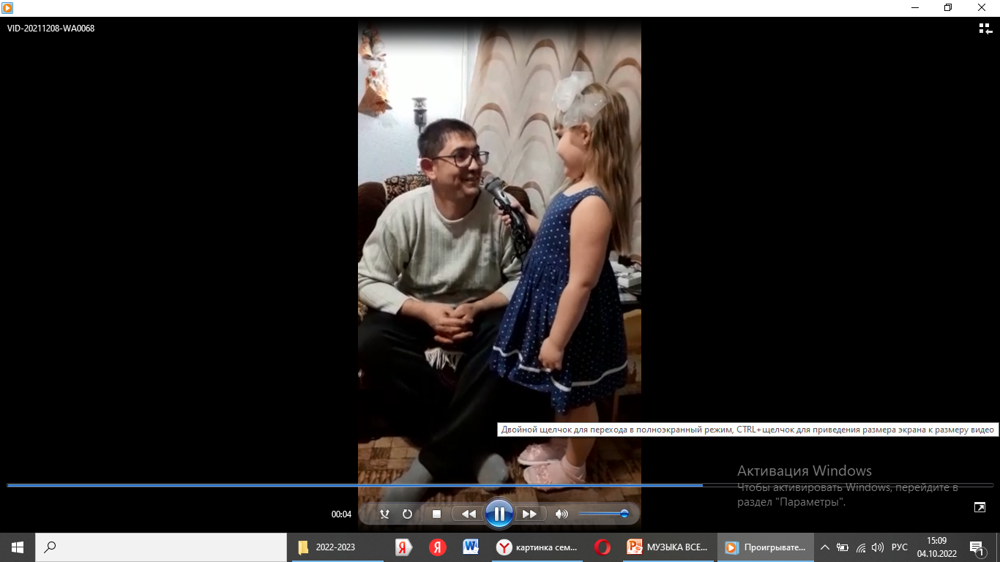 VID-20211208-WA0068
Двойной щелчок для перехода в полноэкранный режим, CTRL+щелчок для приведения размера экрана к размеру видео
Активация Windows
Чтобы активировать Windows, перейдите в
раздел "Параметры".
00:04
2022-2023
Я
Я
W
Y
картинка сем...
P
МУЗЫКА ВСЕ...
Проигрывате...
РУС
15:09
04.10.2022
1